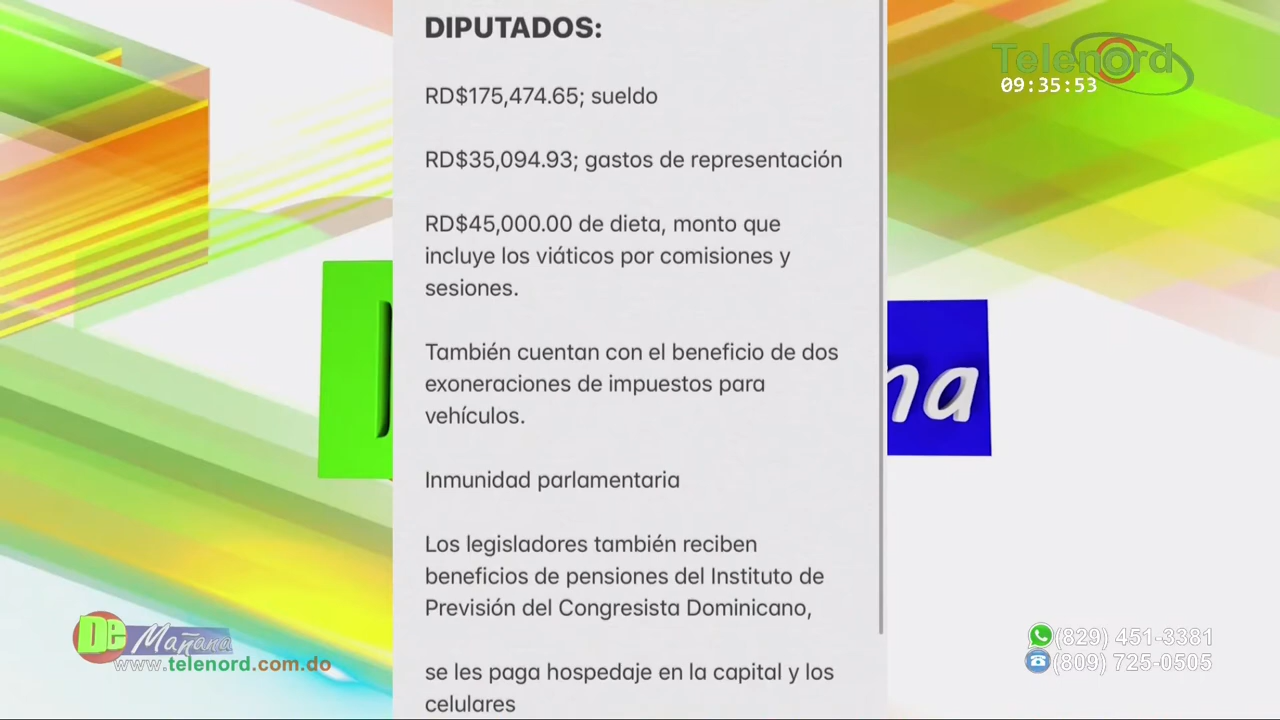 DIPUTADOS:
RD$175,474.65; sueldo
RD$35,094.93; gastos de representación
RD$45,000.00 de dieta, monto que
incluye los viáticos por comisiones y
sesiones.
También cuentan con el beneficio de dos
exoneraciones de impuestos para
vehículos.
Inmunidad parlamentaria
Los legisladores también reciben
beneficios de pensiones del Instituto de
Previsión del Congresista Dominicano,
se les paga hospedaje en la capital y los
celulares
Telenord
09:35:53
na
De Mañana
www.telenord.com.do
(829) 451-3381
(809) 725-0505